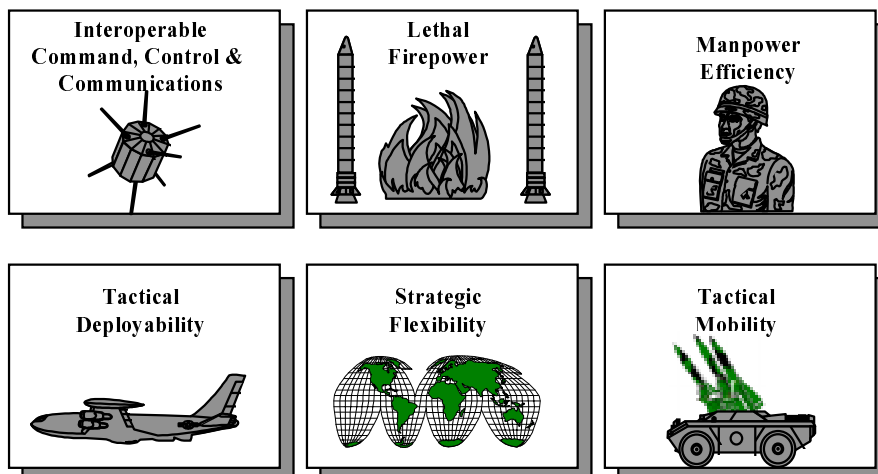 Interoperable
Command, Control &
Communications
Lethal
Firepower
Manpower
Efficiency
Tactical
Deployability
Strategic
Flexibility
Tactical
Mobility